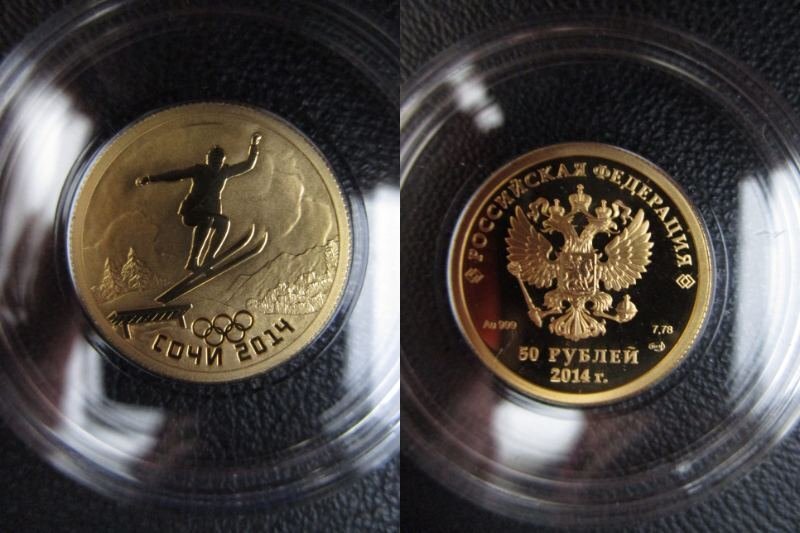 СОЧИ 2014
РОССИЙСКАЯ ФЕДЕРАЦИЯ
Au 999
7,78
50 РУБЛЕЙ
2014 г.